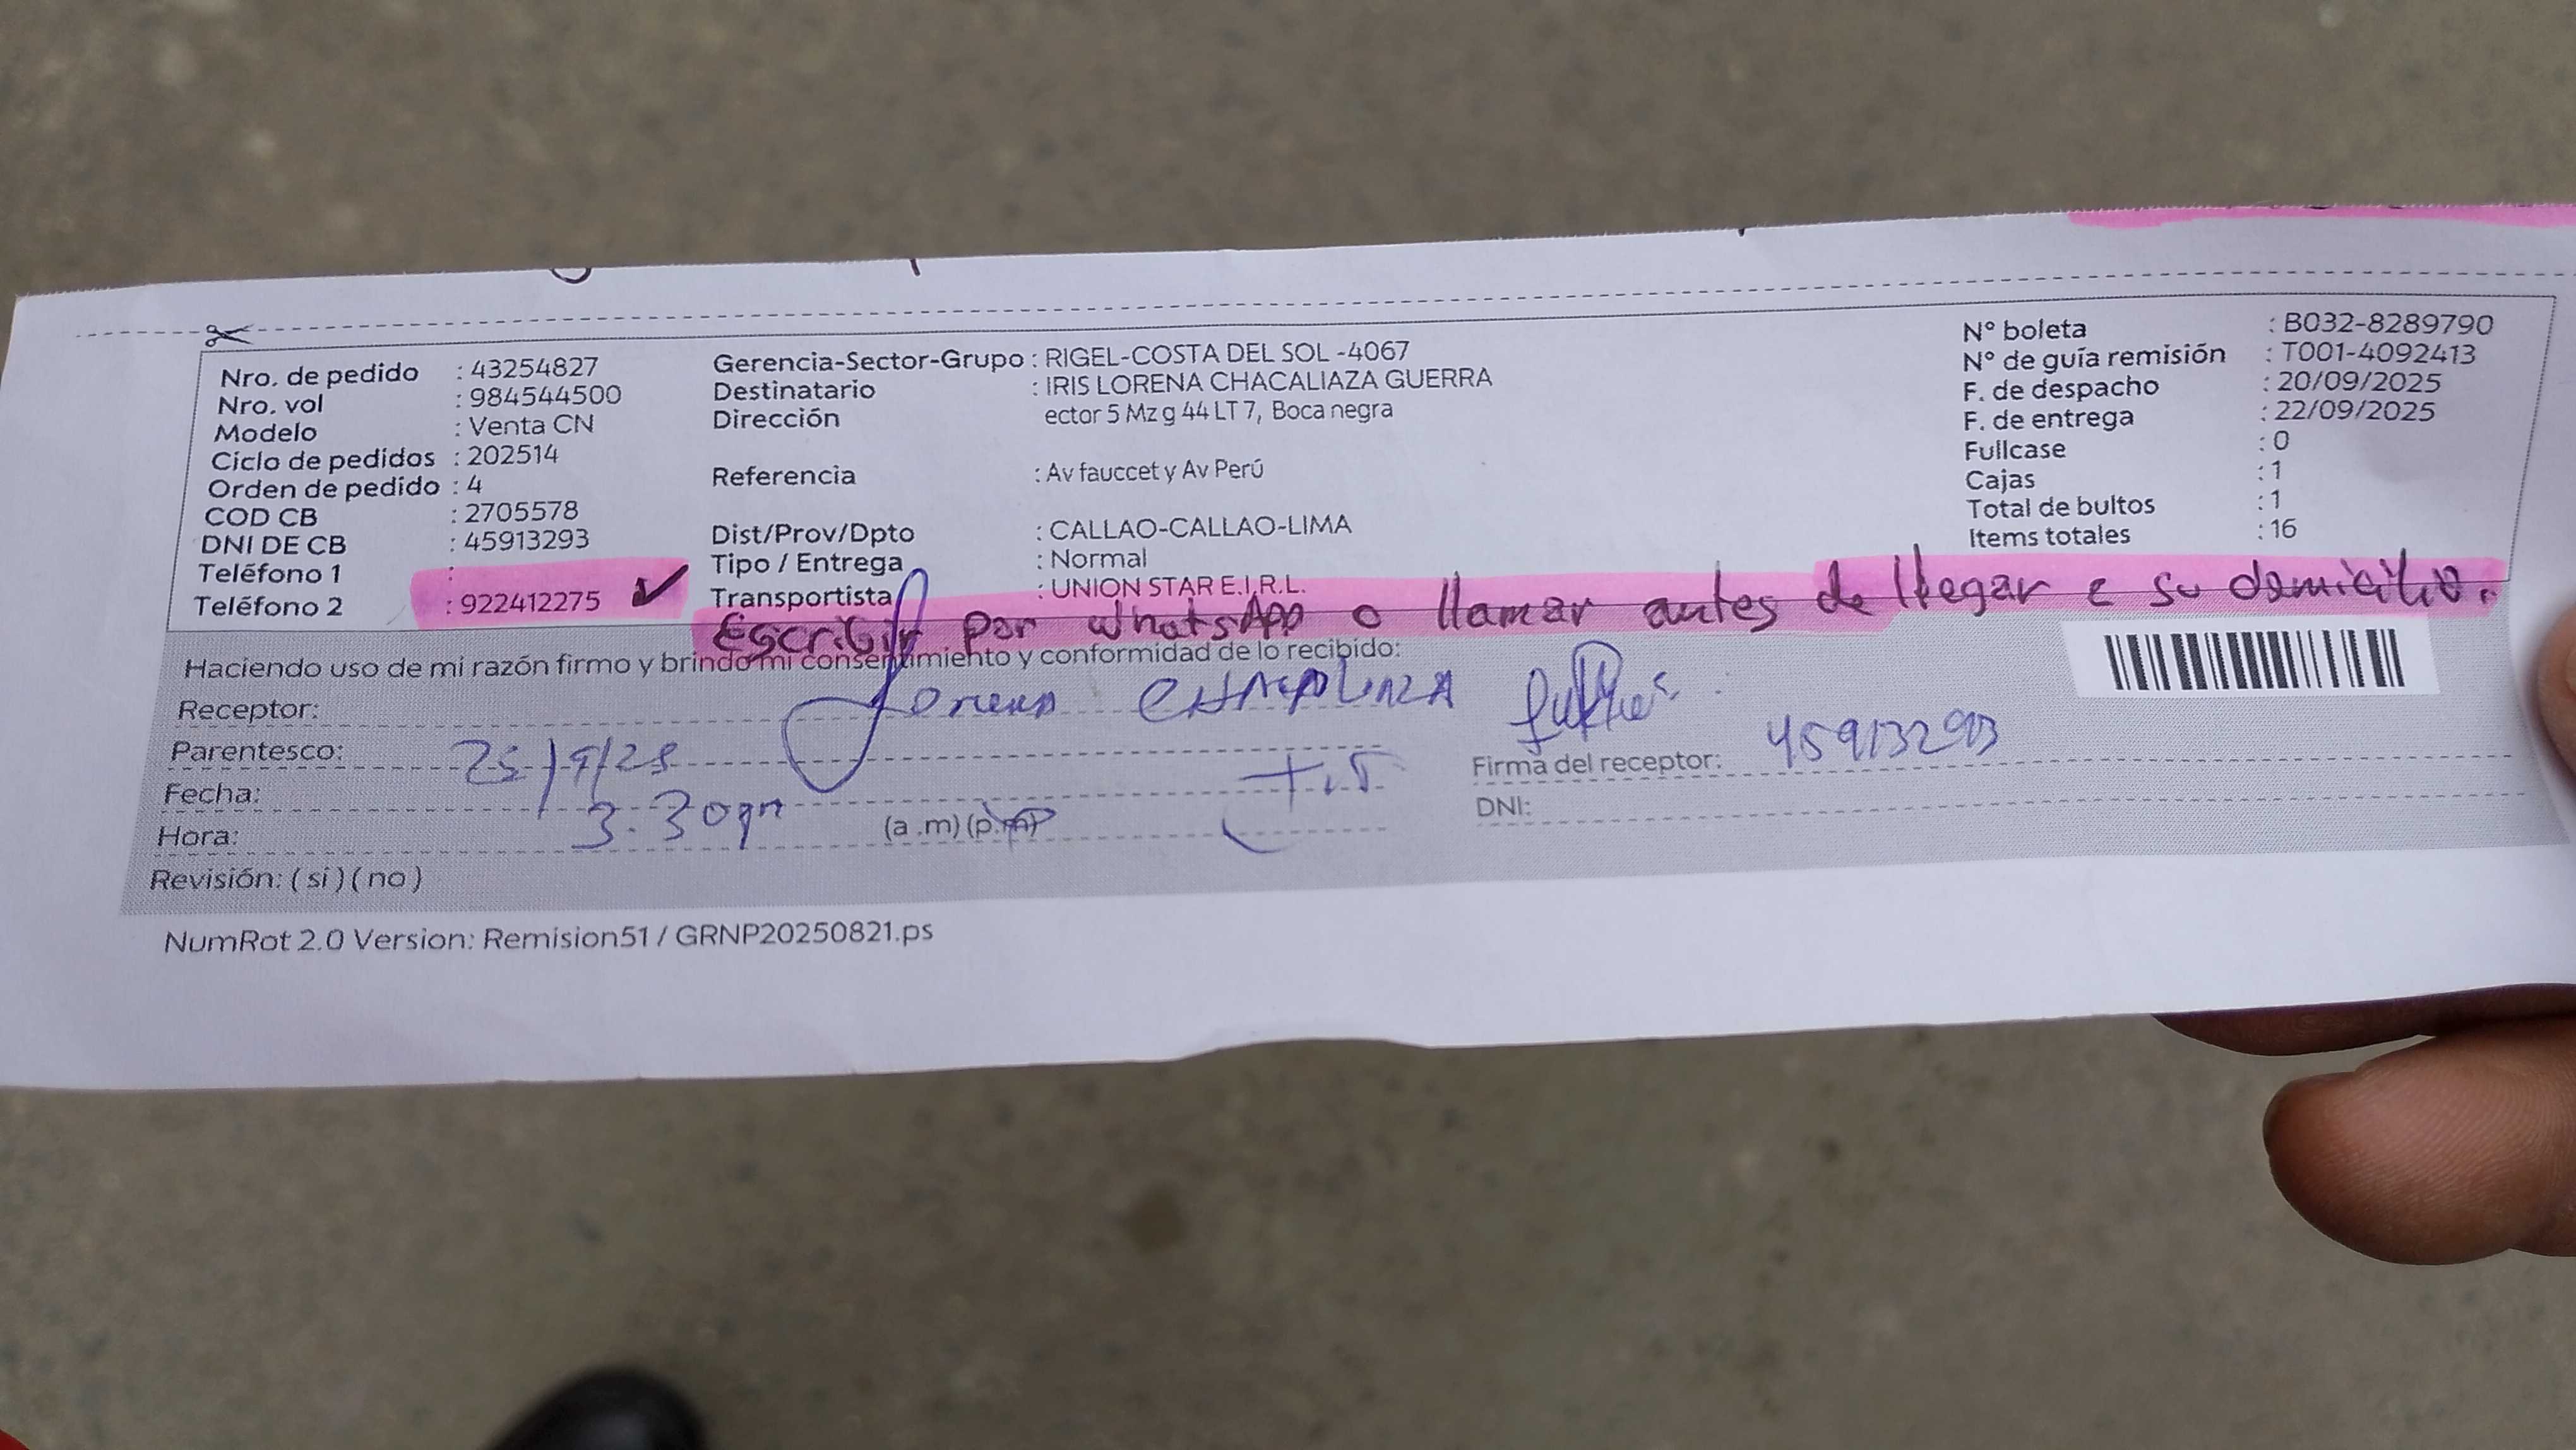 Nro. de pedido : 43254827
Nro. vol : 984544500
Modelo : Venta CN
Ciclo de pedidos : 202514
Orden de pedido : 4
COD CB : 2705578
DNI DE CB : 45913293
Teléfono 1 :
Teléfono 2 : 922412275 ✓
Gerencia-Sector-Grupo : RIGEL-COSTA DEL SOL -4067
Destinatario : IRIS LORENA CHACALIAZA GUERRA
Dirección ector 5 Mz g 44 LT 7, Boca negra
Referencia : Av fauccet y Av Perú
Dist/Prov/Dpto : CALLAO-CALLAO-LIMA
Tipo / Entrega : Normal
Transportista : UNION STAR E.I.R.L.
N° boleta : B032-8289790
N° de guía remisión : T001-4092413
F. de despacho : 20/09/2025
F. de entrega : 22/09/2025
Fullcase : 0
Cajas : 1
Total de bultos : 1
Items totales : 16
Escribir por whatsApp o llamar antes de llegar a su domicilio.
Haciendo uso de mi razón firmo y brindo mi consentimiento y conformidad de lo recibido:
Receptor: Lorena
Parentesco:
Fecha:
Hora: 3.30pm (a .m) (p.m)
Revisión: ( si ) ( no )
Firma del receptor: 45913293
DNI:
NumRot 2.0 Version: Remision51 / GRNP20250821.ps